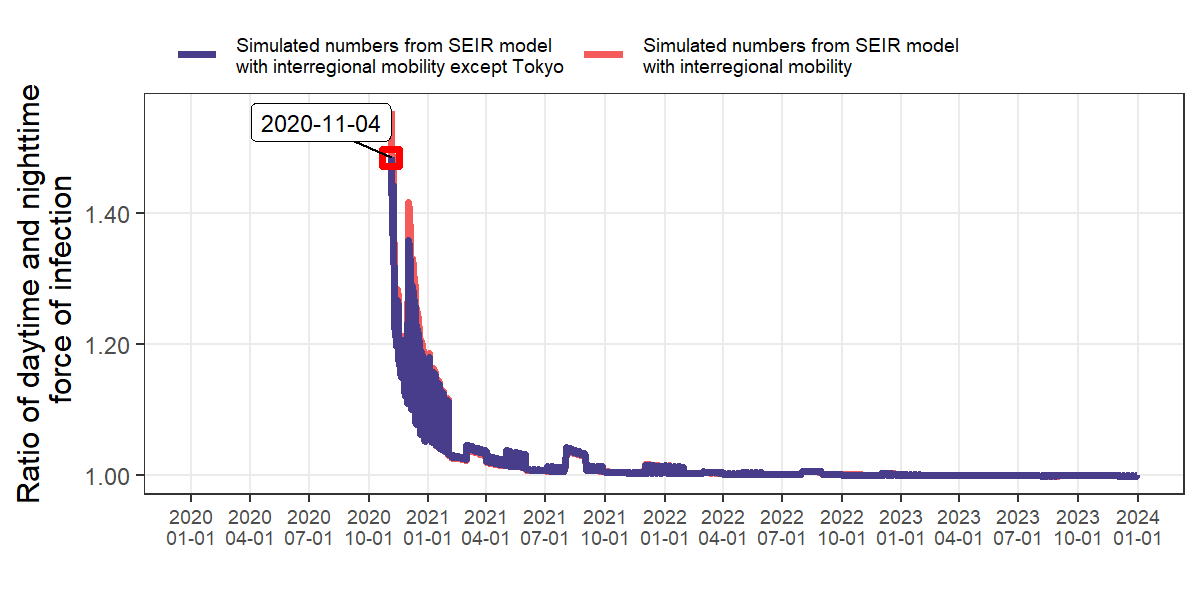 Simulated numbers from SEIR model
with interregional mobility except Tokyo
Simulated numbers from SEIR model
with interregional mobility
Ratio of daytime and nighttime
force of infection
2020-11-04
1.40
1.20
1.00
2020 2020 2020 2020 2021 2021 2021 2021 2022 2022 2022 2022 2023 2023 2023 2023 2024
01-01 04-01 07-01 10-01 01-01 04-01 07-01 10-01 01-01 04-01 07-01 10-01 01-01 04-01 07-01 10-01 01-01